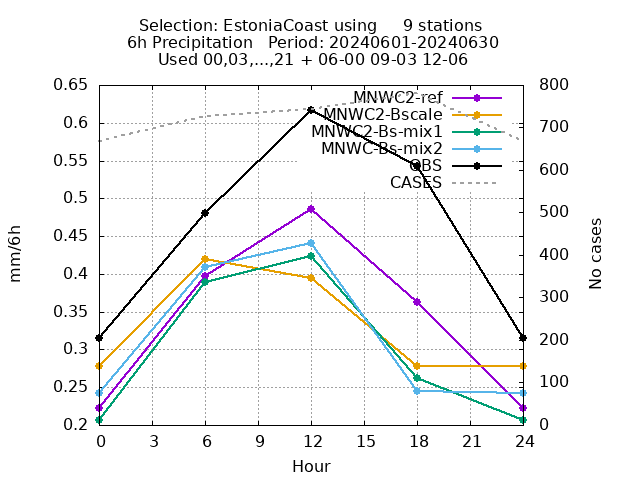 Selection: EstoniaCoast using     9 stations
6h Precipitation   Period: 20240601-20240630
Used 00,03,...,21 + 06-00 09-03 12-06
MNWC2-ref
MNWC2-Bscale
MNWC2-Bs-mix1
MNWC-Bs-mix2
OBS
CASES
0.65
0.6
0.55
0.5
0.45
0.4
0.35
0.3
0.25
0.2
mm/6h
800
700
600
500
400
300
200
100
0
No cases
0 3 6 9 12 15 18 21 24
Hour